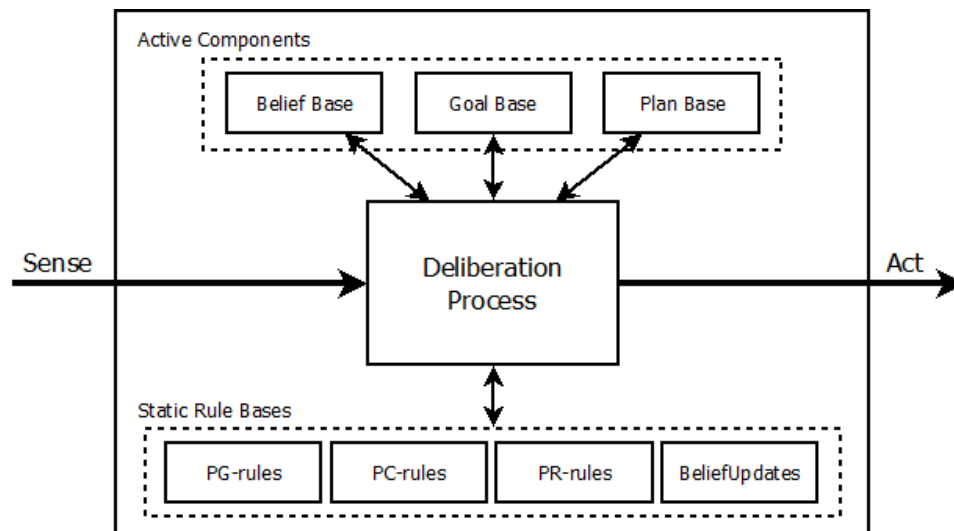 Active Components
Belief Base
Goal Base
Plan Base
Sense
Deliberation
Process
Act
Static Rule Bases
PG-rules
PC-rules
PR-rules
BeliefUpdates